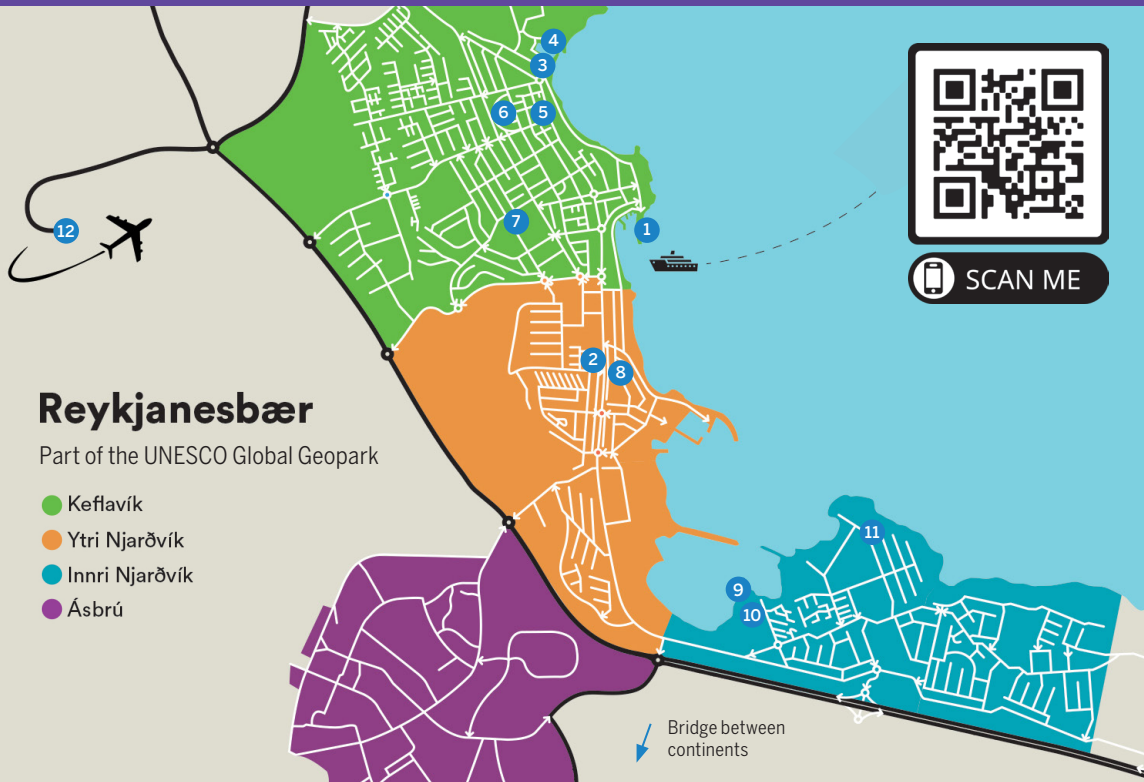 4
3
6
5
7
1
12
SCAN ME
2
8
Reykjanesbær
Part of the UNESCO Global Geopark
Keflavík
Ytri Njarðvík
Innri Njarðvík
Ásbrú
11
9
10
Bridge between
continents